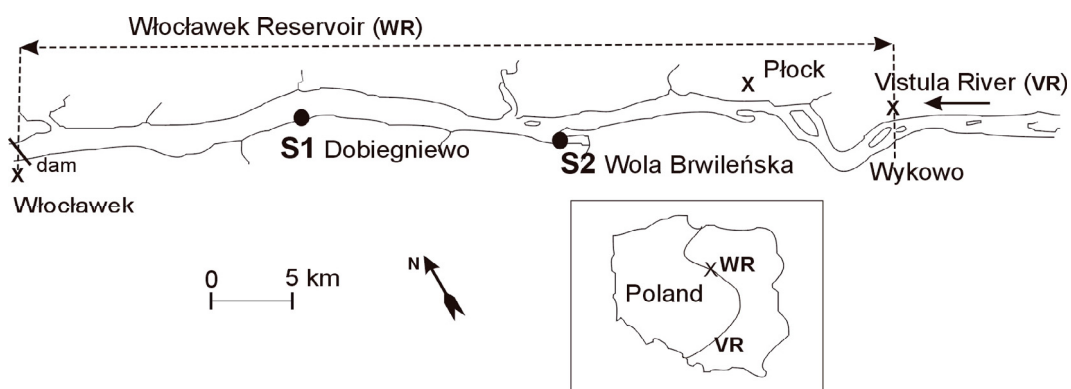 Włocławek Reservoir (WR)
Płock
Vistula River (VR)
S1 Dobiegniewo
S2 Wola Brwileńska
Wykowo
dam
Włocławek
0 5 km
N
WR
Poland
VR